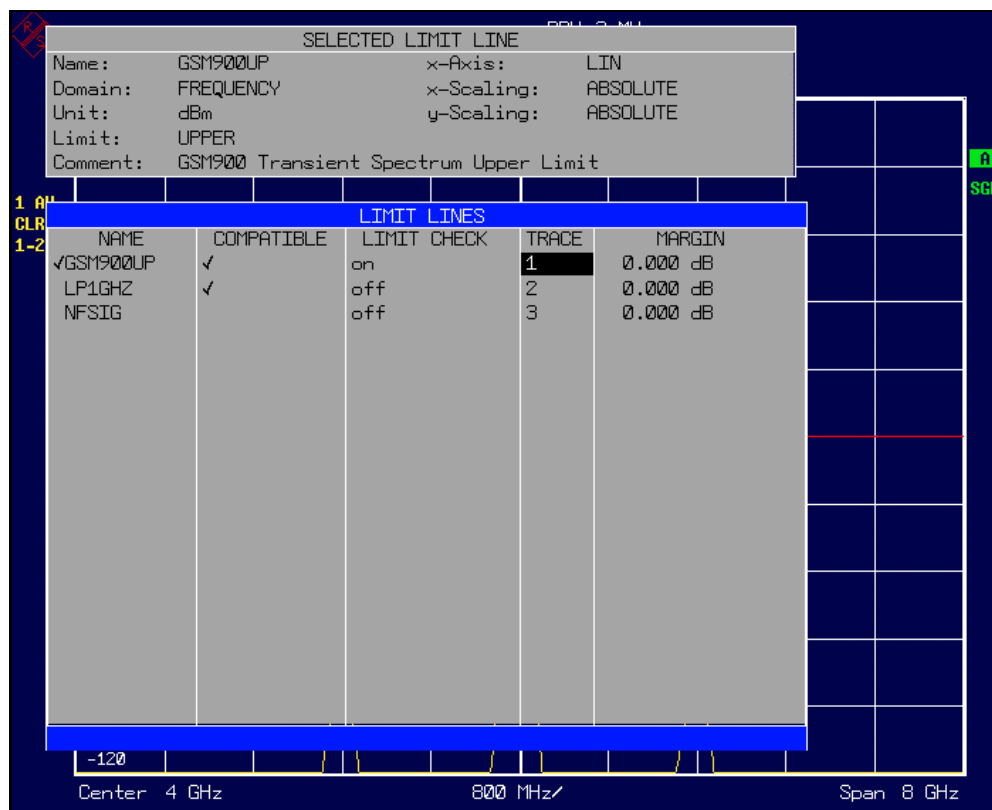 SELECTED LIMIT LINE
Name: GSM900UP x-Axis: LIN
Domain: FREQUENCY x-Scaling: ABSOLUTE
Unit: dBm y-Scaling: ABSOLUTE
Limit: UPPER
Comment: GSM900 Transient Spectrum Upper Limit
A
SGL
1 AV
CLR
1-2
LIMIT LINES
NAME COMPATIBLE LIMIT CHECK TRACE MARGIN
✓GSM900UP ✓ on 1 0.000 dB
LP1GHZ ✓ off 2 0.000 dB
NFSIG off 3 0.000 dB
-120
Center 4 GHz 800 MHz/ Span 8 GHz